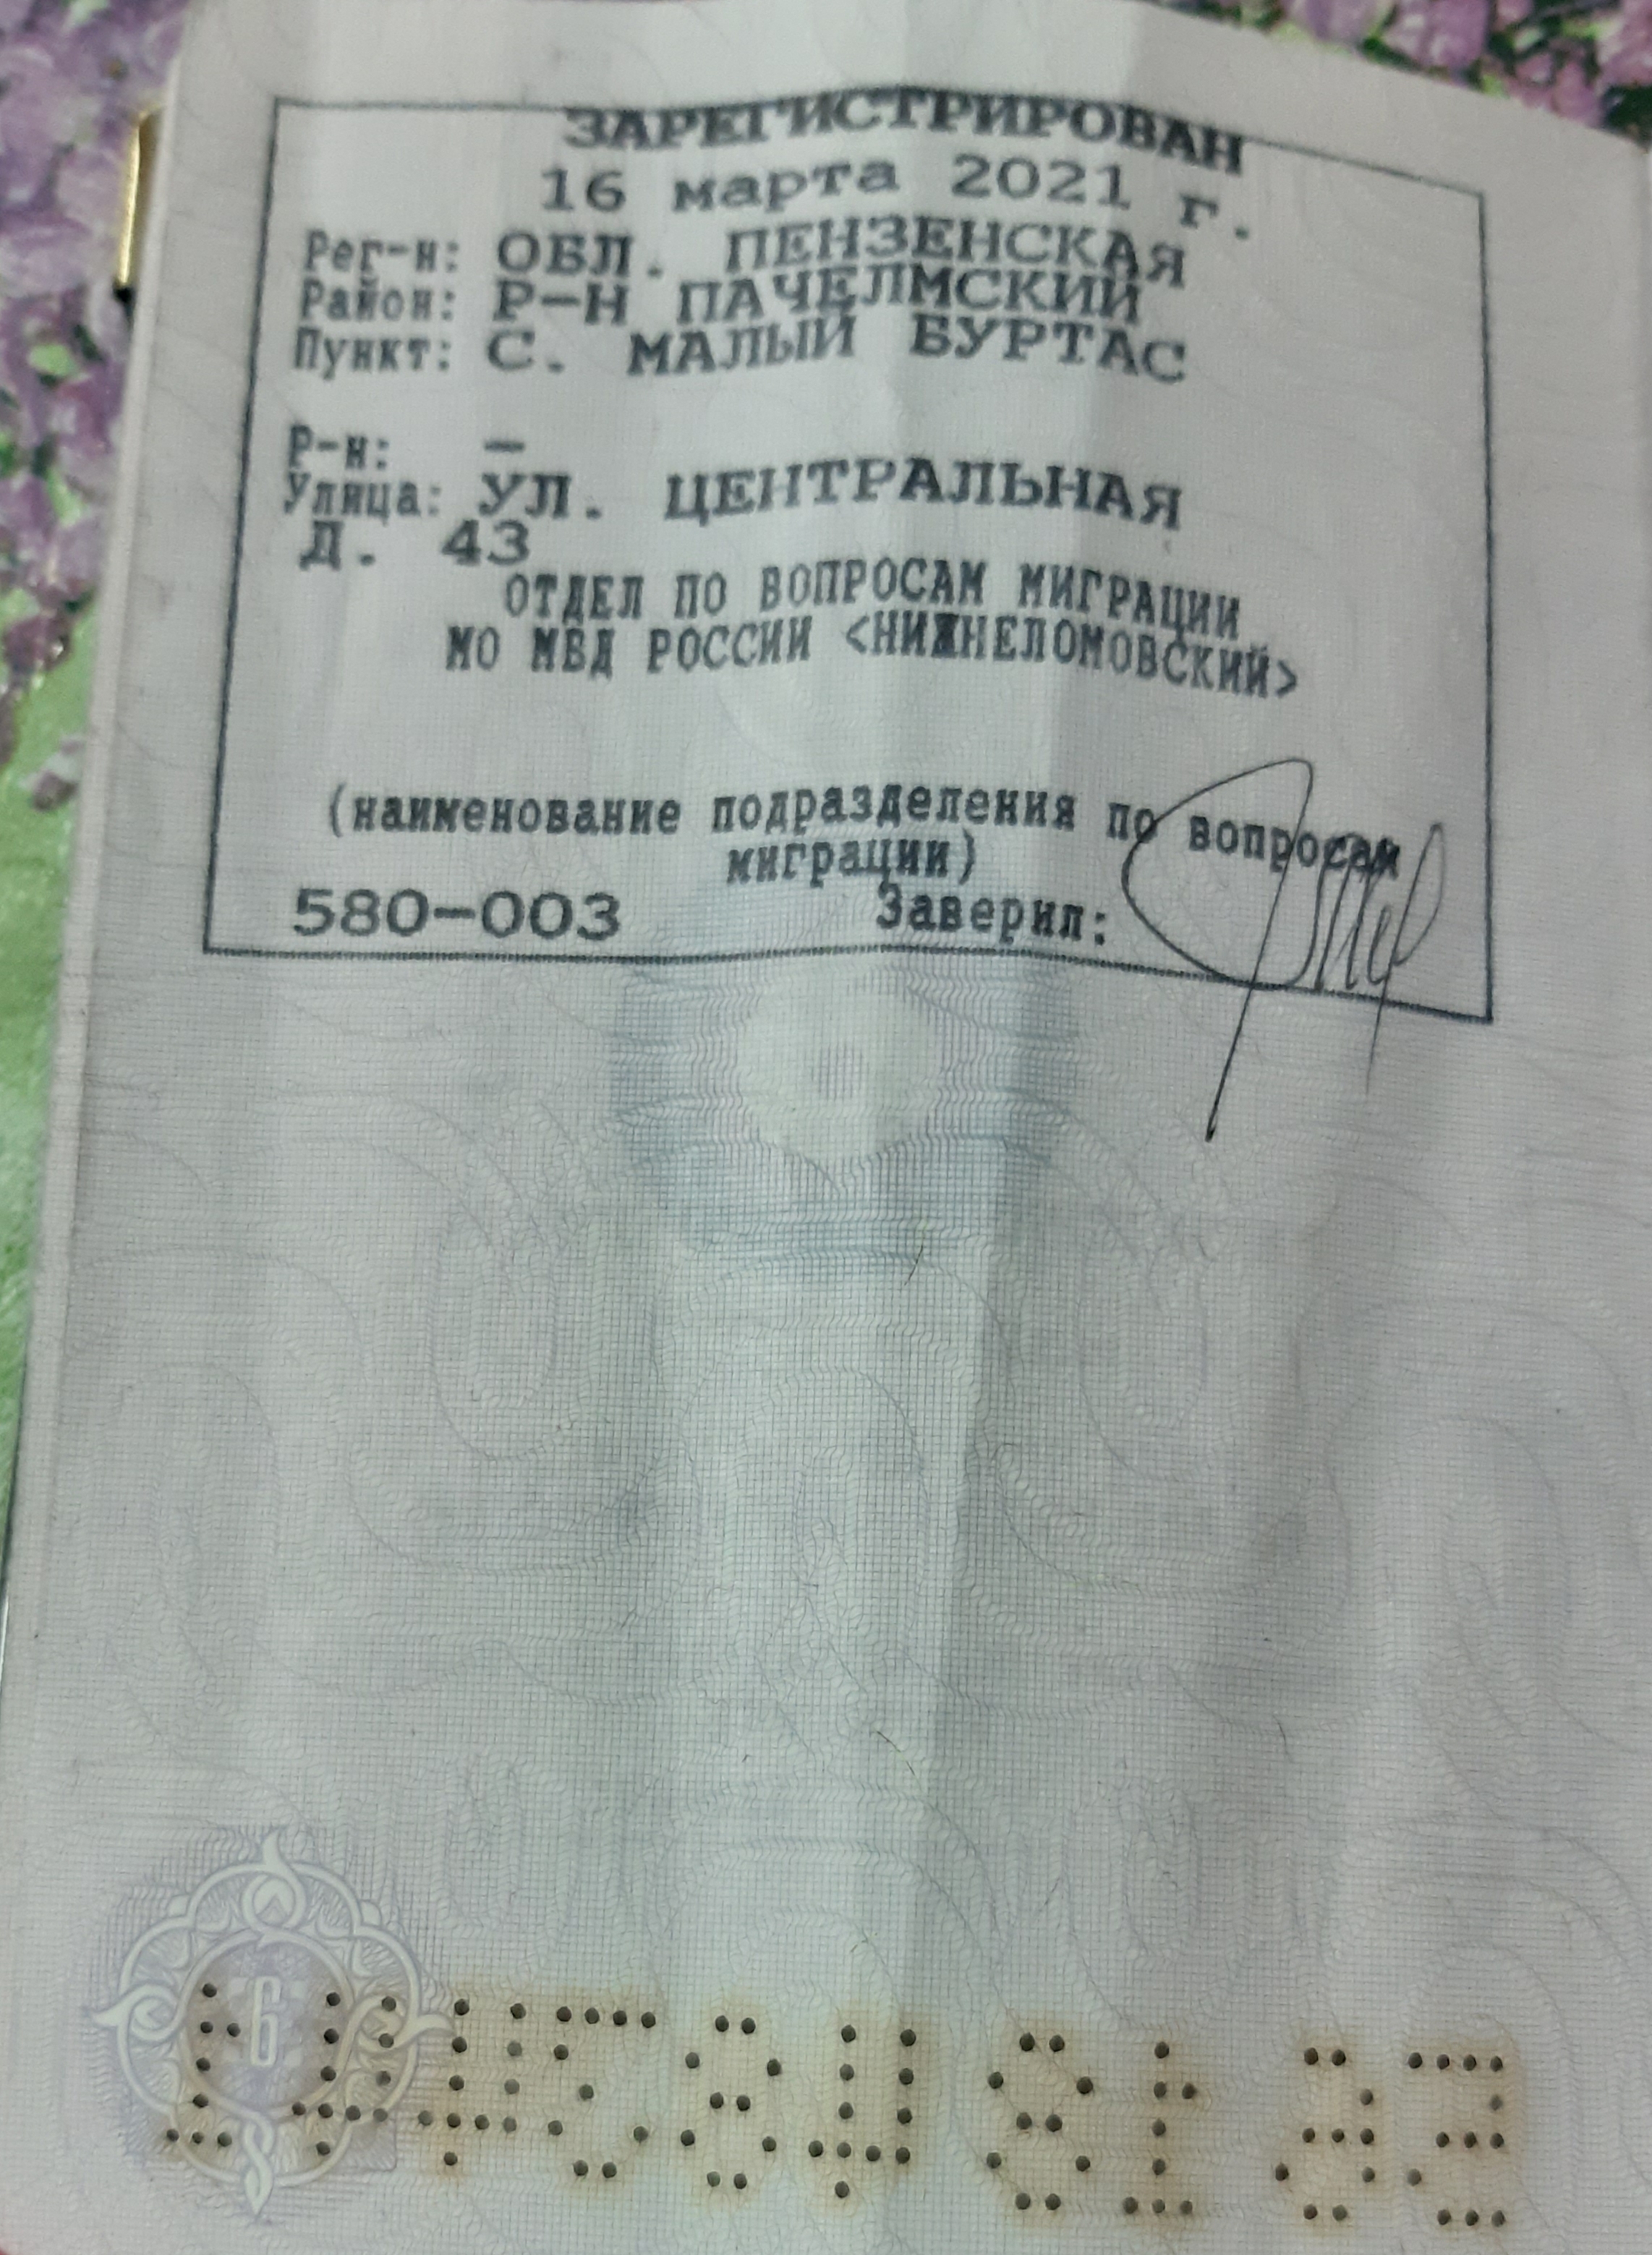 ЗАРЕГИСТРИРОВАН
16 марта 2021 г.
Рег-н: ОБЛ. ПЕНЗЕНСКАЯ
Район: Р-Н ПАЧЕЛМСКИЙ
Пункт: С. МАЛЫЙ БУРТАС
Р-н: -
Улица: УЛ. ЦЕНТРАЛЬНАЯ
Д. 43
ОТДЕЛ ПО ВОПРОСАМ МИГРАЦИИ
МО МВД РОССИИ <НИЖНЕЛОМОВСКИЙ>
(наименование подразделения по вопросам
миграции)
580-003 Заверил:
6